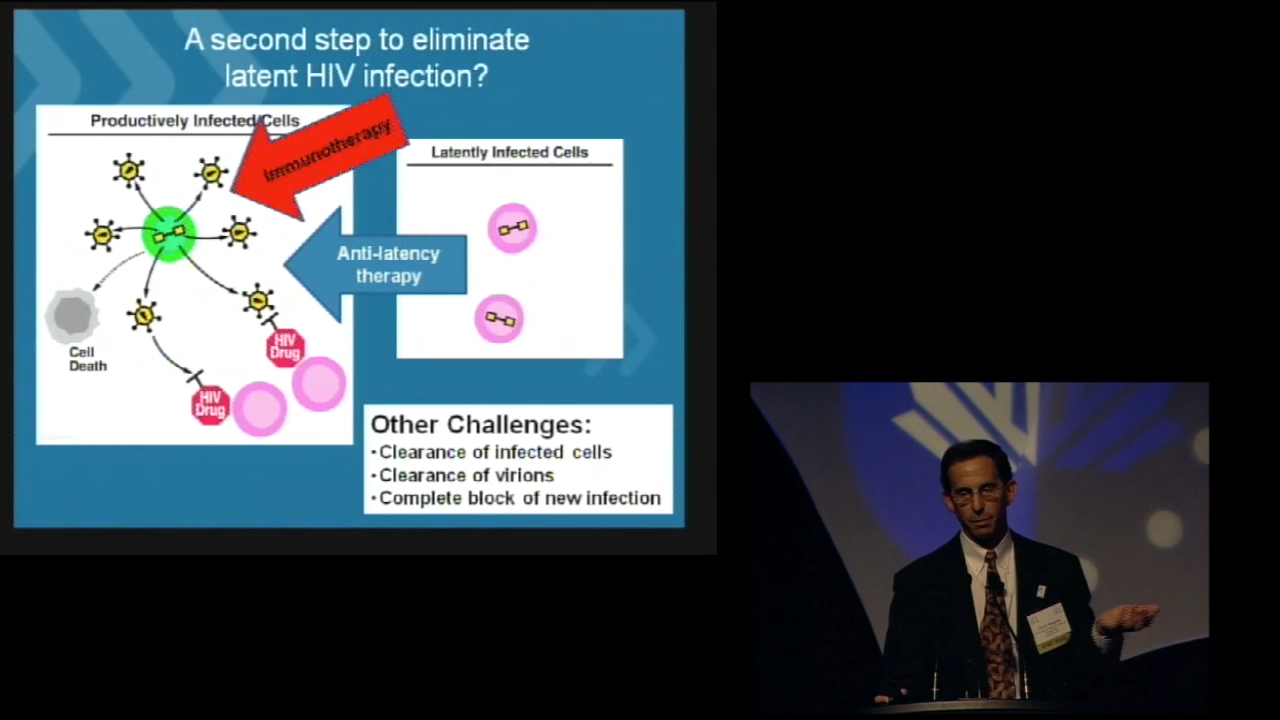 A second step to eliminate
latent HIV infection?
Productively Infected Cells
immunotherapy
Latently Infected Cells
Anti-latency
therapy
Cell
Death
HIV
Drug
HIV
Drug
Other Challenges:
•Clearance of infected cells
•Clearance of virions
•Complete block of new infection